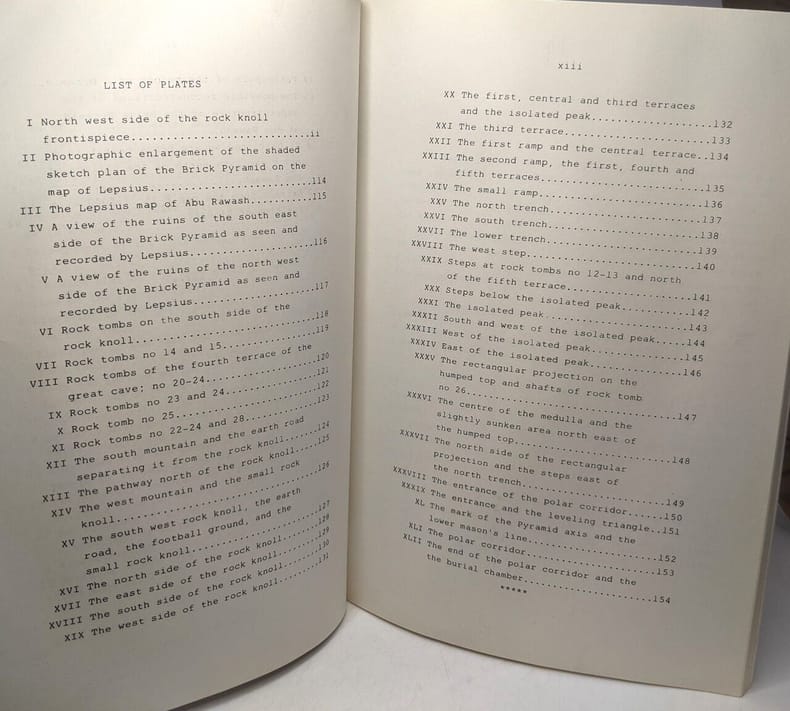 LIST OF PLATES
I North west side of the rock knoll
frontispiece..............................ii
II Photographic enlargement of the shaded
sketch plan of the Brick Pyramid on the
map of Lepsius...........................114
III The Lepsius map of Abu Rawash..........115
IV A view of the ruins of the south east
side of the Brick Pyramid as seen and
recorded by Lepsius.....................116
V A view of the ruins of the north west
side of the Brick Pyramid as seen and
recorded by Lepsius.....................117
VI Rock tombs on the south side of the
rock knoll..............................118
VII Rock tombs no 14 and 15...............119
VIII Rock tombs of the fourth terrace of the
great cave: no 20-24....................120
IX Rock tombs no 23 and 24................121
X Rock tomb no 25.........................122
XI Rock tombs no 22-24 and 28.............123
XII The south mountain and the earth road
separating it from the rock knoll.......124
XIII The pathway north of the rock knoll.....125
XIV The west mountain and the small rock
knoll...................................126
XV The south west rock knoll, the earth
road, the football ground, and the
small rock knoll........................127
XVI The north side of the rock knoll........128
XVII The east side of the rock knoll........129
XVIII The south side of the rock knoll......130
XIX The west side of the rock knoll.........131
xiii
XX The first, central and third terraces
and the isolated peak...................132
XXI The third terrace......................133
XXII The first ramp and the central terrace..134
XXIII The second ramp, the first, fourth and
fifth terraces..........................135
XXIV The small ramp........................136
XXV The north trench.......................137
XXVI The south trench......................138
XXVII The lower trench.....................139
XXVIII The west step.......................140
XXIX Steps at rock tombs no 12-13 and north
of the fifth terrace....................141
XXX Steps below the isolated peak..........142
XXXI The isolated peak.....................143
XXXII South and west of the isolated peak.....144
XXXIII West of the isolated peak...........145
XXXIV East of the isolated peak............146
XXXV The rectangular projection on the
humped top and shafts of rock tomb
no 26...................................147
XXXVI The centre of the medulla and the
slightly sunken area north east of
the humped top..........................148
XXXVII The north side of the rectangular
projection and the steps east of
the north trench........................149
XXXVIII The entrance of the polar corridor.....150
XXXIX The entrance and the leveling triangle..151
XL The mark of the Pyramid axis and the
lower mason's line......................152
XLI The polar corridor.....................153
XLII The end of the polar corridor and the
the burial chamber......................154
*****